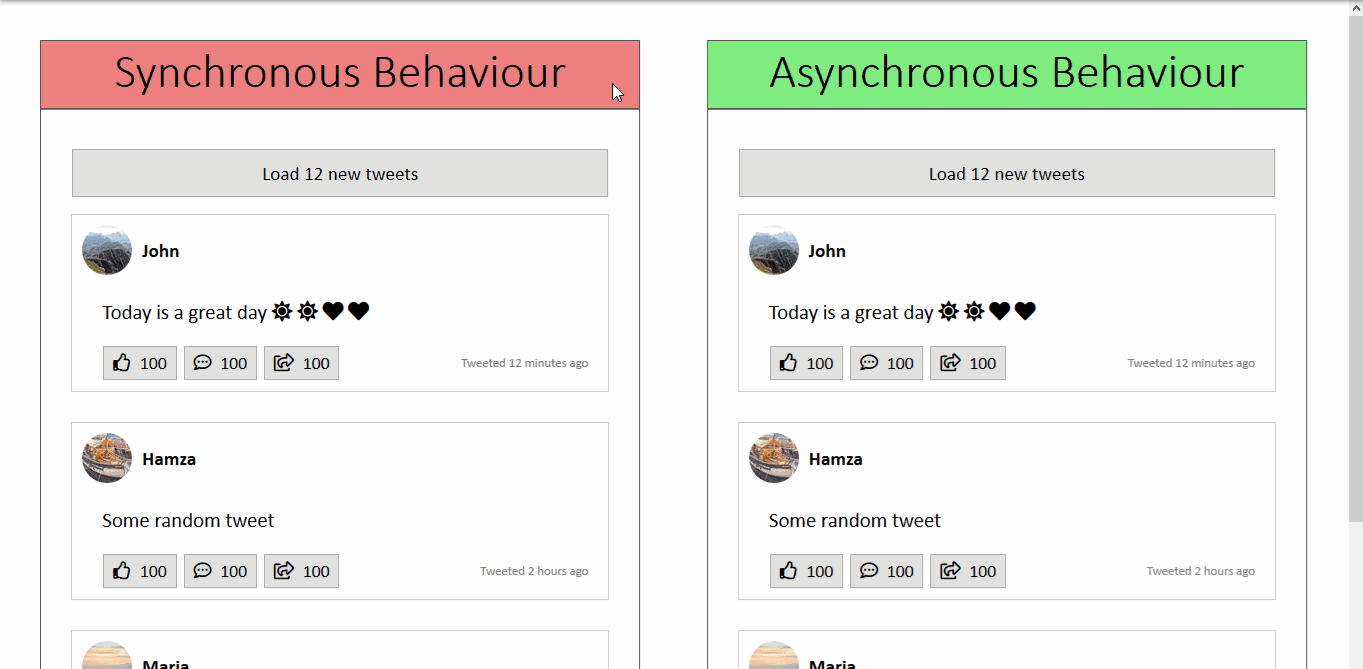 Synchronous Behaviour
Load 12 new tweets
John
Today is a great day
100 100 100 Tweeted 12 minutes ago
Hamza
Some random tweet
100 100 100 Tweeted 2 hours ago
Maria
Asynchronous Behaviour
Load 12 new tweets
John
Today is a great day
100 100 100 Tweeted 12 minutes ago
Hamza
Some random tweet
100 100 100 Tweeted 2 hours ago
Maria